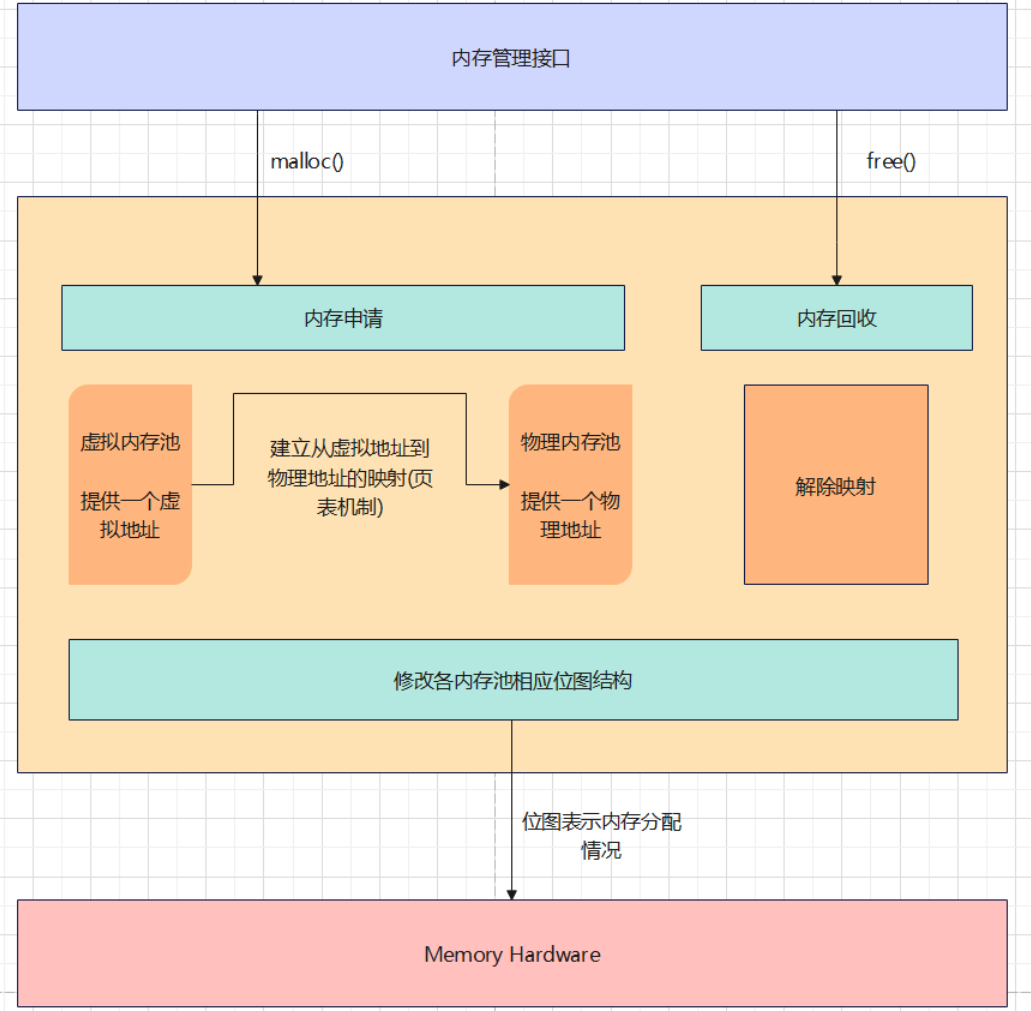 内存管理接口
malloc()
free()
内存申请
内存回收
虚拟内存池
提供一个虚
拟地址
建立从虚拟地址到
物理地址的映射(页
表机制)
物理内存池
提供一个物
理地址
解除映射
修改各内存池相应位图结构
位图表示内存分配
情况
Memory Hardware